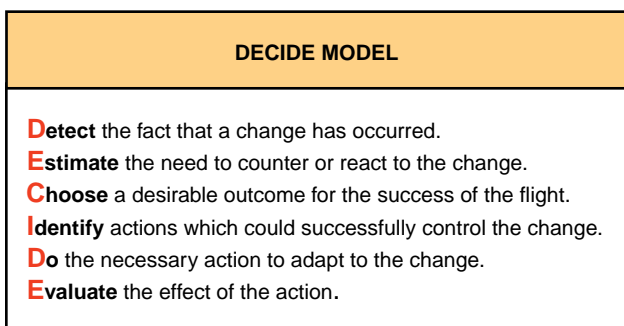 DECIDE MODEL
Detect the fact that a change has occurred.
Estimate the need to counter or react to the change.
Choose a desirable outcome for the success of the flight.
Identify actions which could successfully control the change.
Do the necessary action to adapt to the change.
Evaluate the effect of the action.